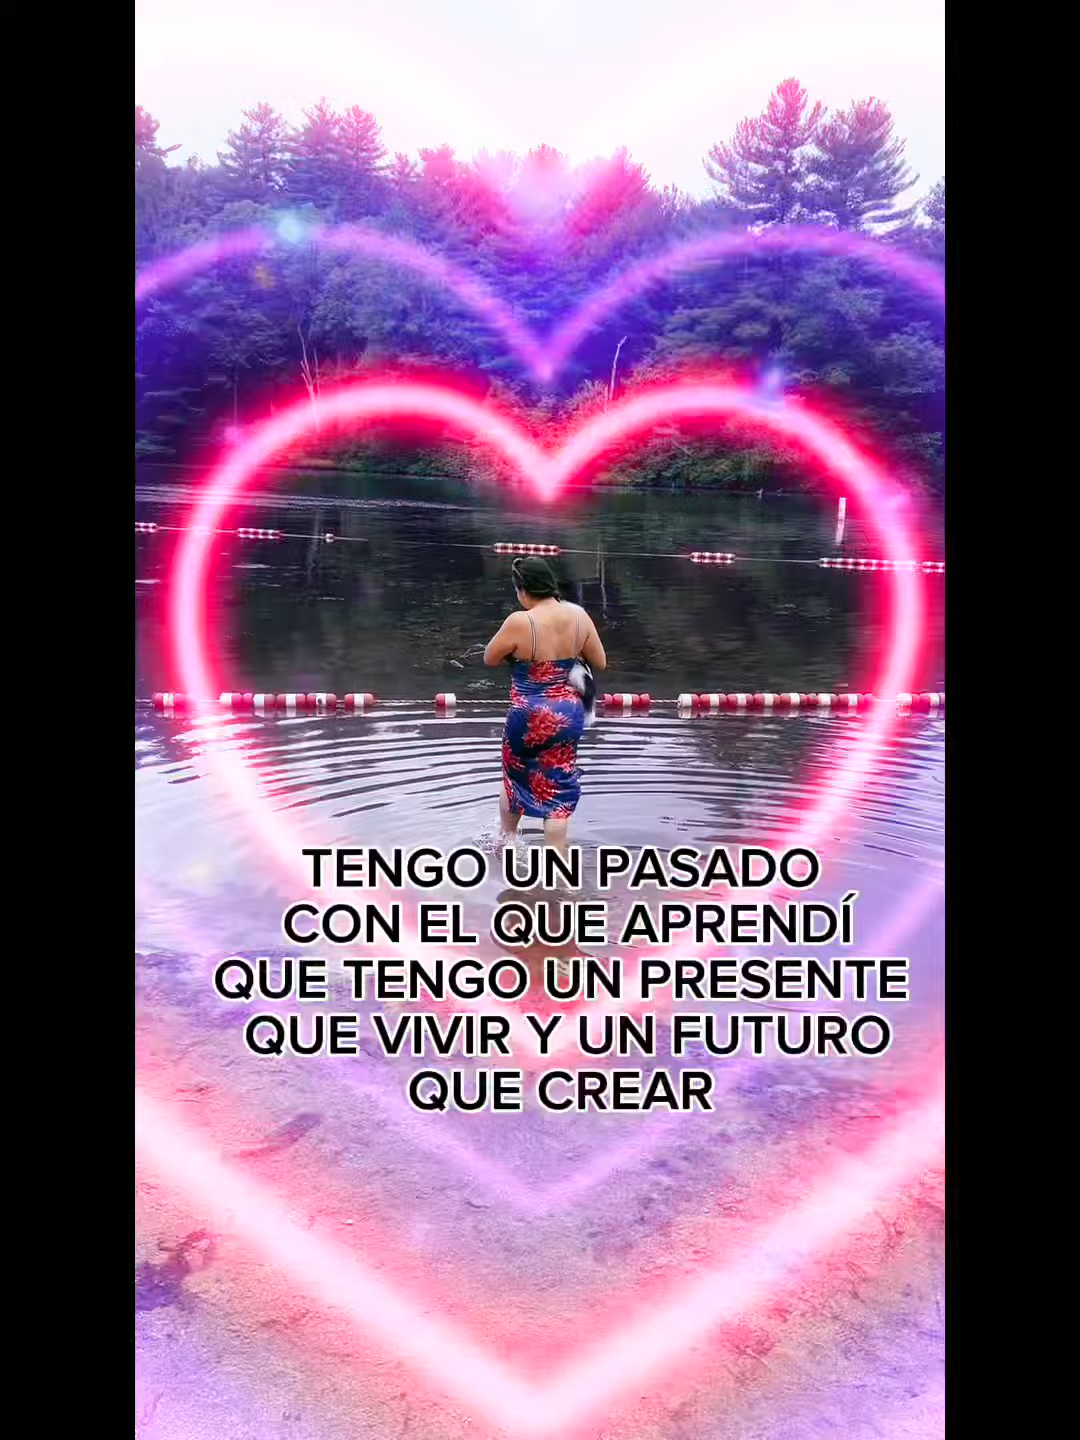 TENGO UN PASADO
CON EL QUE APRENDÍ
QUE TENGO UN PRESENTE
QUE VIVIR Y UN FUTURO
QUE CREAR